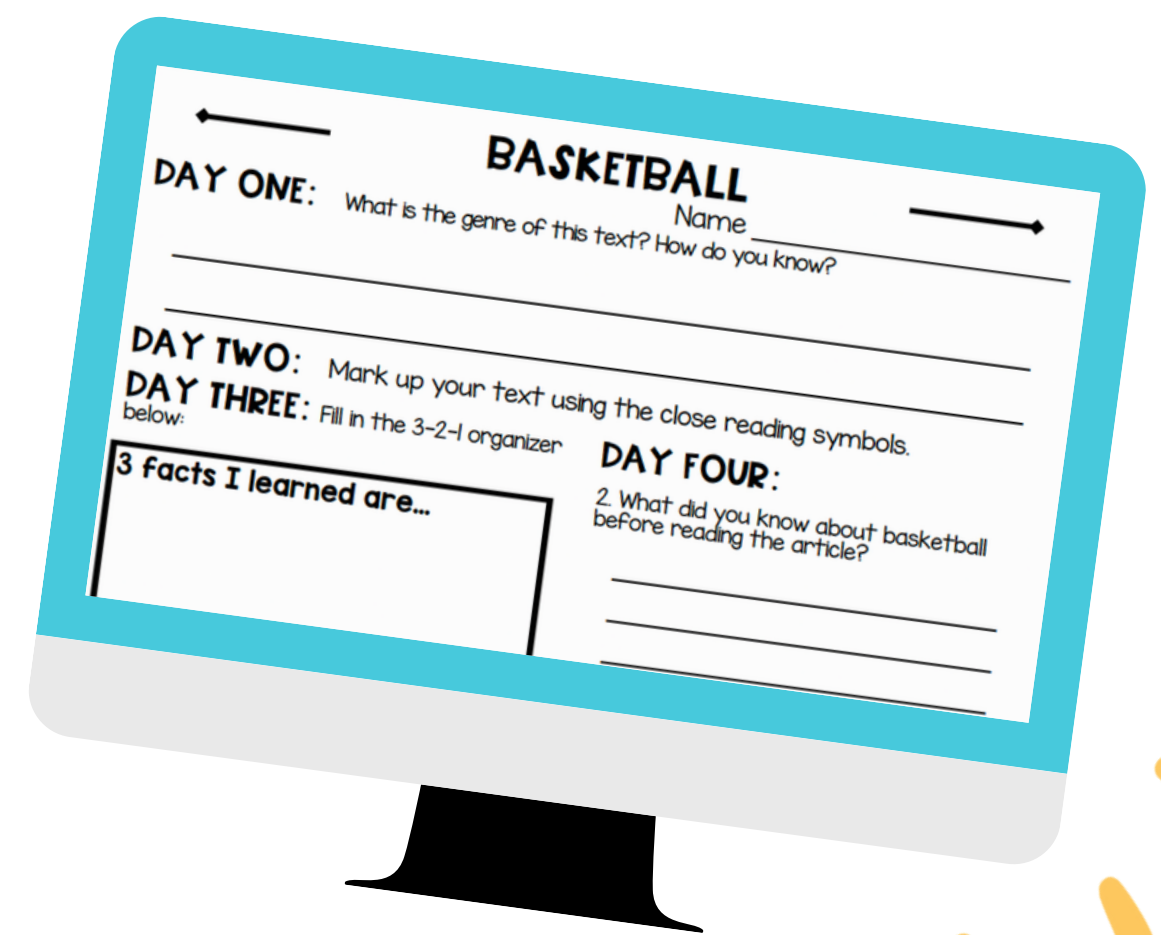 BASKETBALL
Name
DAY ONE: What is the genre of this text? How do you know?
DAY TWO: Mark up your text using the close reading symbols.
DAY THREE: Fill in the 3-2-1 organizer
below:
3 facts I learned are...
DAY FOUR:
2. What did you know about basketball
before reading the article?